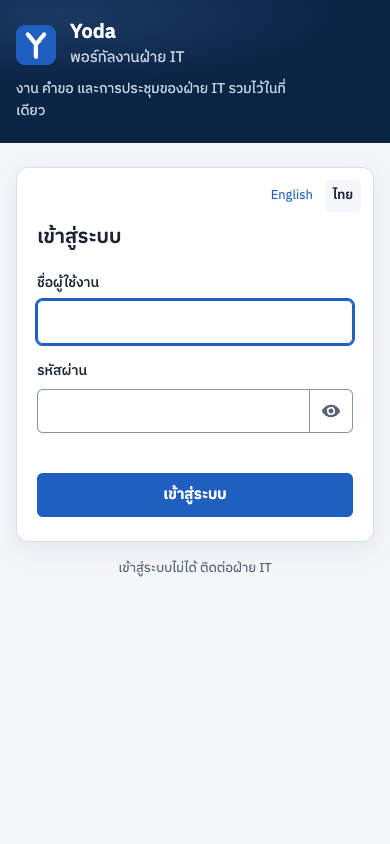 Yoda
พอร์ทัลงานฝ่าย IT
งาน คำขอ และการประชุมของฝ่าย IT รวมไว้ในที่
เดียว
English ไทย
เข้าสู่ระบบ
ชื่อผู้ใช้งาน
รหัสผ่าน
เข้าสู่ระบบ
เข้าสู่ระบบไม่ได้ ติดต่อฝ่าย IT